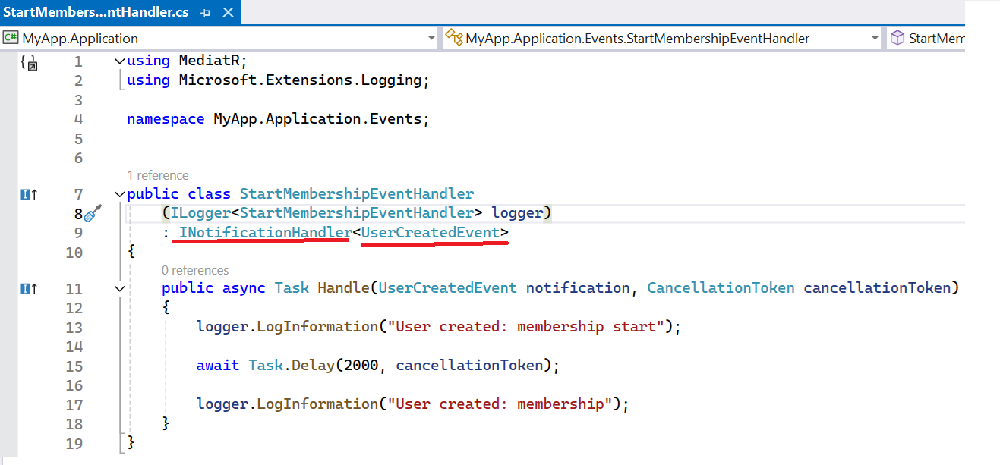 StartMembers...ntHandler.cs
C# MyApp.Application MyApp.Application.Events.StartMembershipEventHandler StartMem
1 using MediatR;
2 using Microsoft.Extensions.Logging;
3
4 namespace MyApp.Application.Events;
5
6
1 reference
7 public class StartMembershipEventHandler
8 (ILogger<StartMembershipEventHandler> logger)
9 : INotificationHandler<UserCreatedEvent>
10 {
0 references
11 public async Task Handle(UserCreatedEvent notification, CancellationToken cancellationToken)
12 {
13 logger.LogInformation("User created: membership start");
14
15 await Task.Delay(2000, cancellationToken);
16
17 logger.LogInformation("User created: membership");
18 }
19 }